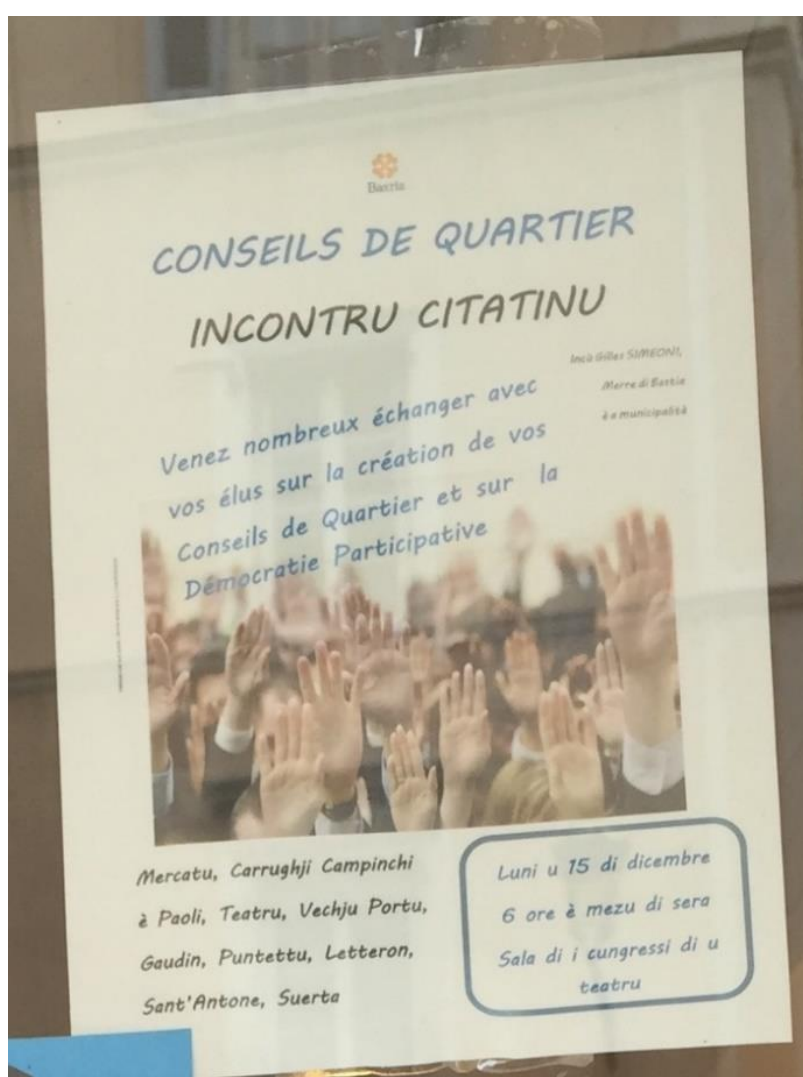 Bastia
CONSEILS DE QUARTIER
INCONTRU CITATINU
Incù Gilles SIMEONI,
Merre di Bastia
è a municipalità
Venez nombreux échanger avec
vos élus sur la création de vos
Conseils de Quartier et sur la
Démocratie Participative
Mercatu, Carrughji Campinchi
è Paoli, Teatru, Vechju Portu,
Gaudin, Puntettu, Letteron,
Sant'Antone, Suerta
Luni u 15 di dicembre
6 ore è mezu di sera
Sala di i cungressi di u
teatru